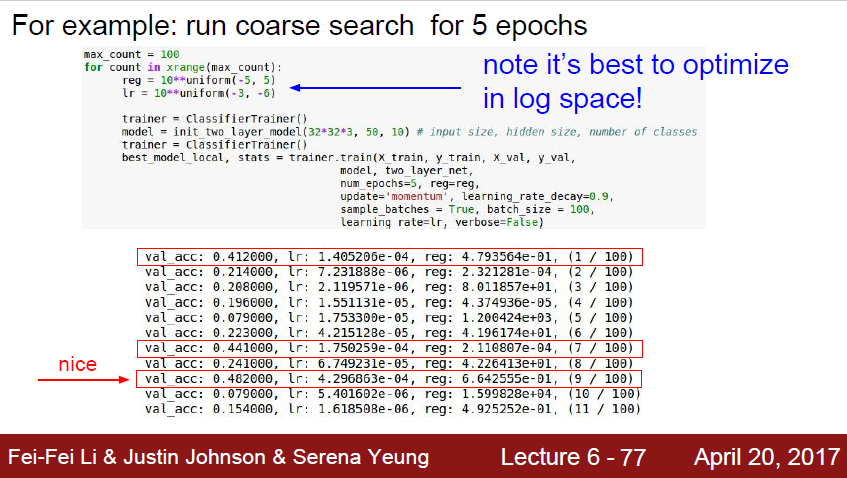 For example: run coarse search for 5 epochs
max_count = 100
for count in xrange(max_count):
reg = 10**uniform(-5, 5)
lr = 10**uniform(-3, -6)
note it's best to optimize
in log space!
trainer = ClassifierTrainer()
model = init_two_layer_model(32*32*3, 50, 10) # input size, hidden size, number of classes
trainer = ClassifierTrainer()
best_model_local, stats = trainer.train(X_train, y_train, X_val, y_val,
model, two_layer_net,
num_epochs=5, reg=reg,
update='momentum', learning_rate_decay=0.9,
sample_batches = True, batch_size = 100,
learning_rate=lr, verbose=False)
val_acc: 0.412000, lr: 1.405206e-04, reg: 4.793564e-01, (1 / 100)
val_acc: 0.214000, lr: 7.231888e-06, reg: 2.321281e-04, (2 / 100)
val_acc: 0.208000, lr: 2.119571e-06, reg: 8.011857e+01, (3 / 100)
val_acc: 0.196000, lr: 1.551131e-05, reg: 4.374936e-05, (4 / 100)
val_acc: 0.079000, lr: 1.753300e-05, reg: 1.200424e+03, (5 / 100)
val_acc: 0.223000, lr: 4.215128e-05, reg: 4.196174e+01, (6 / 100)
val_acc: 0.441000, lr: 1.750259e-04, reg: 2.110807e-04, (7 / 100)
val_acc: 0.241000, lr: 6.749231e-05, reg: 4.226413e+01, (8 / 100)
nice
val_acc: 0.482000, lr: 4.296863e-04, reg: 6.642555e-01, (9 / 100)
val_acc: 0.079000, lr: 5.401602e-06, reg: 1.599828e+04, (10 / 100)
val_acc: 0.154000, lr: 1.618508e-06, reg: 4.925252e-01, (11 / 100)
Fei-Fei Li & Justin Johnson & Serena Yeung
Lecture 6 - 77
April 20, 2017